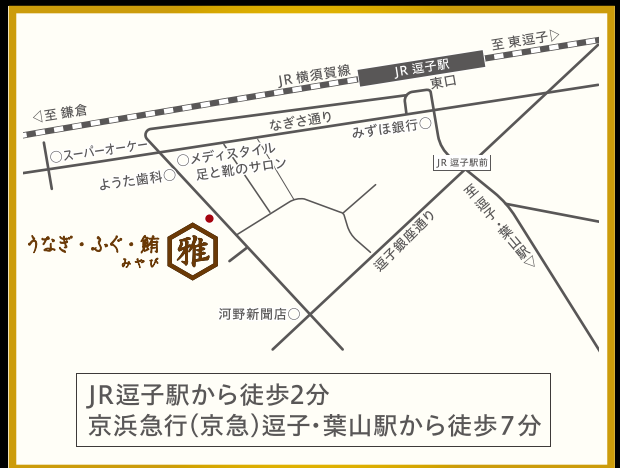 至 東逗子▷
JR 横須賀線
JR 逗子駅
東口
◁至 鎌倉
なぎさ通り
みずほ銀行○
○スーパーオーケー
○メディスタイル
足と靴のサロン
ようた歯科○
JR 逗子駅前
至 逗子・葉山駅▷
逗子銀座通り
うなぎ・ふぐ・鮪
みやび
雅
河野新聞店○
JR逗子駅から徒歩2分
京浜急行(京急)逗子・葉山駅から徒歩7分